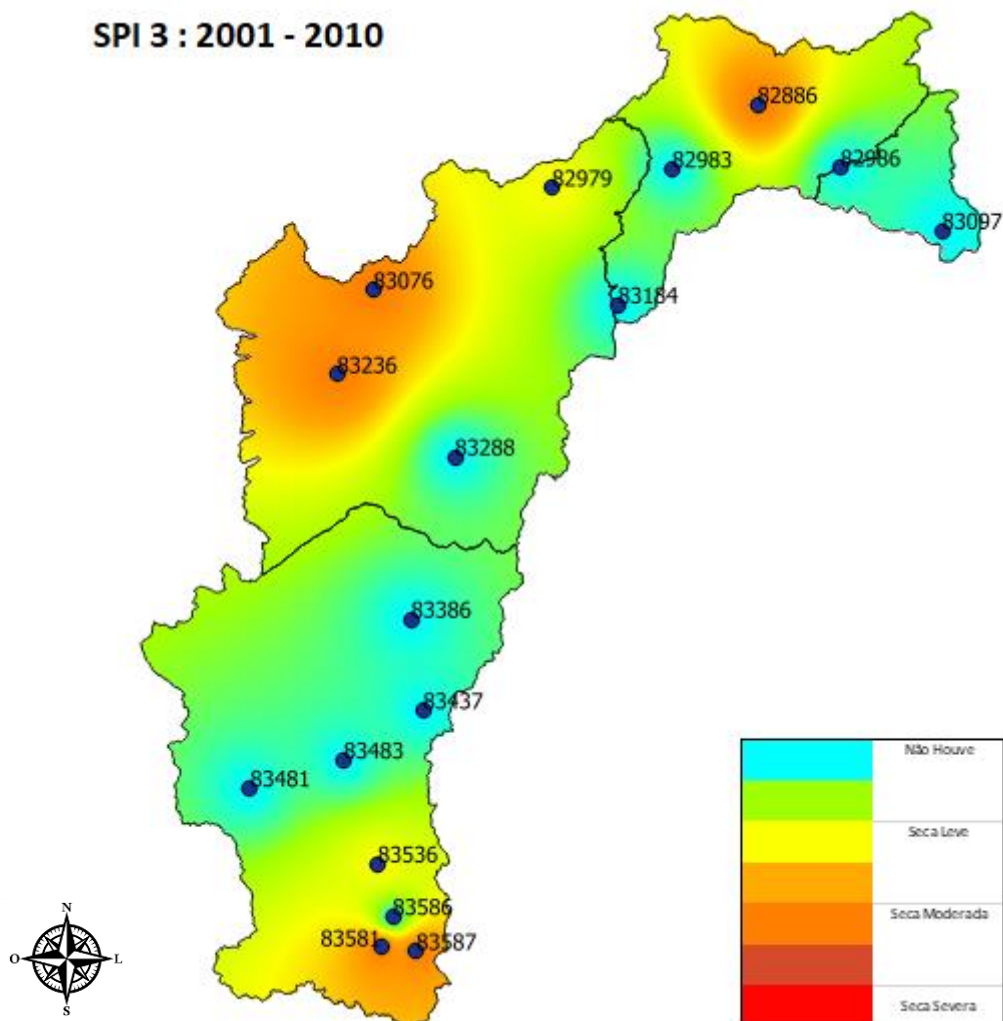 SPI 3 : 2001 - 2010
82886
82983
82986
82979
83097
83076
83184
83236
83288
83386
83437
83483
83481
83536
83586
83581
83587
Não Houve
Seca Leve
Seca Moderada
Seca Severa
N
O
L
S